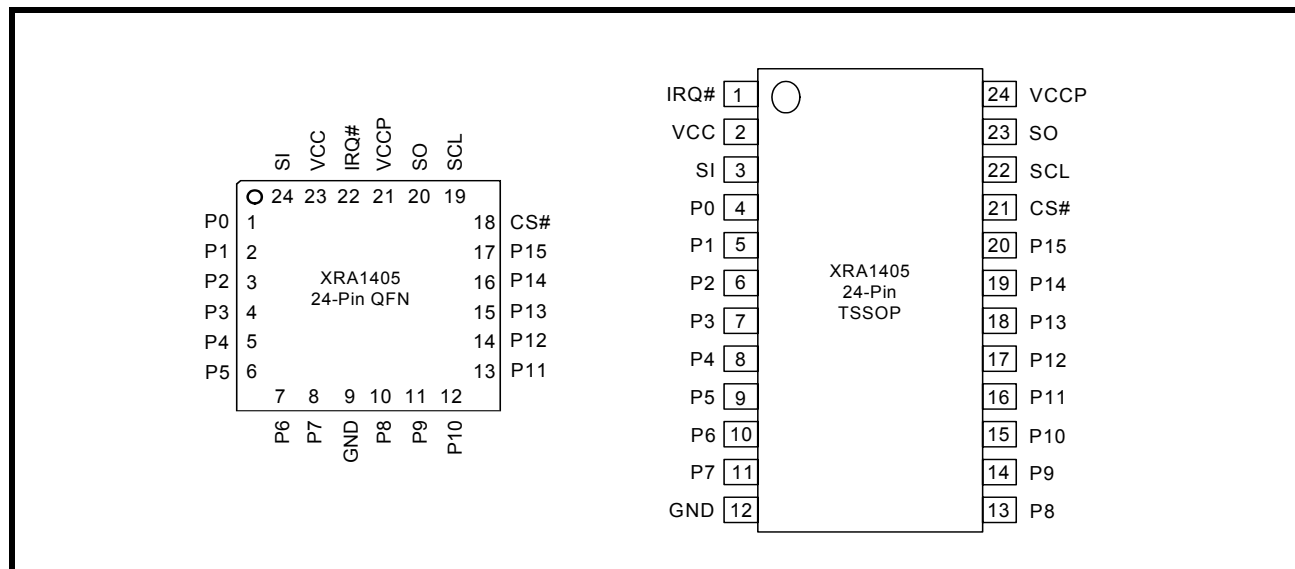 SI VCC IRQ# VCCP SO SCL
24 23 22 21 20 19
P0 1 18 CS#
P1 2 17 P15
P2 3 16 P14
P3 4 15 P13
P4 5 14 P12
P5 6 13 P11
XRA1405
24-Pin QFN
7 8 9 10 11 12
P6 P7 GND P8 P9 P10
IRQ# 1 24 VCCP
VCC 2 23 SO
SI 3 22 SCL
P0 4 21 CS#
P1 5 20 P15
P2 6 19 P14
P3 7 18 P13
P4 8 17 P12
P5 9 16 P11
P6 10 15 P10
P7 11 14 P9
GND 12 13 P8
XRA1405
24-Pin
TSSOP